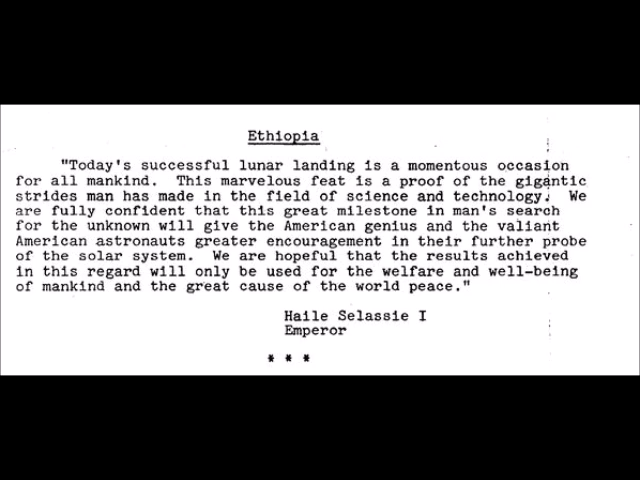 Ethiopia
"Today's successful lunar landing is a momentous occasion
for all mankind. This marvelous feat is a proof of the gigantic
strides man has made in the field of science and technology. We
are fully confident that this great milestone in man's search
for the unknown will give the American genius and the valiant
American astronauts greater encouragement in their further probe
of the solar system. We are hopeful that the results achieved
in this regard will only be used for the welfare and well-being
of mankind and the great cause of the world peace."
Haile Selassie I
Emperor
* * *